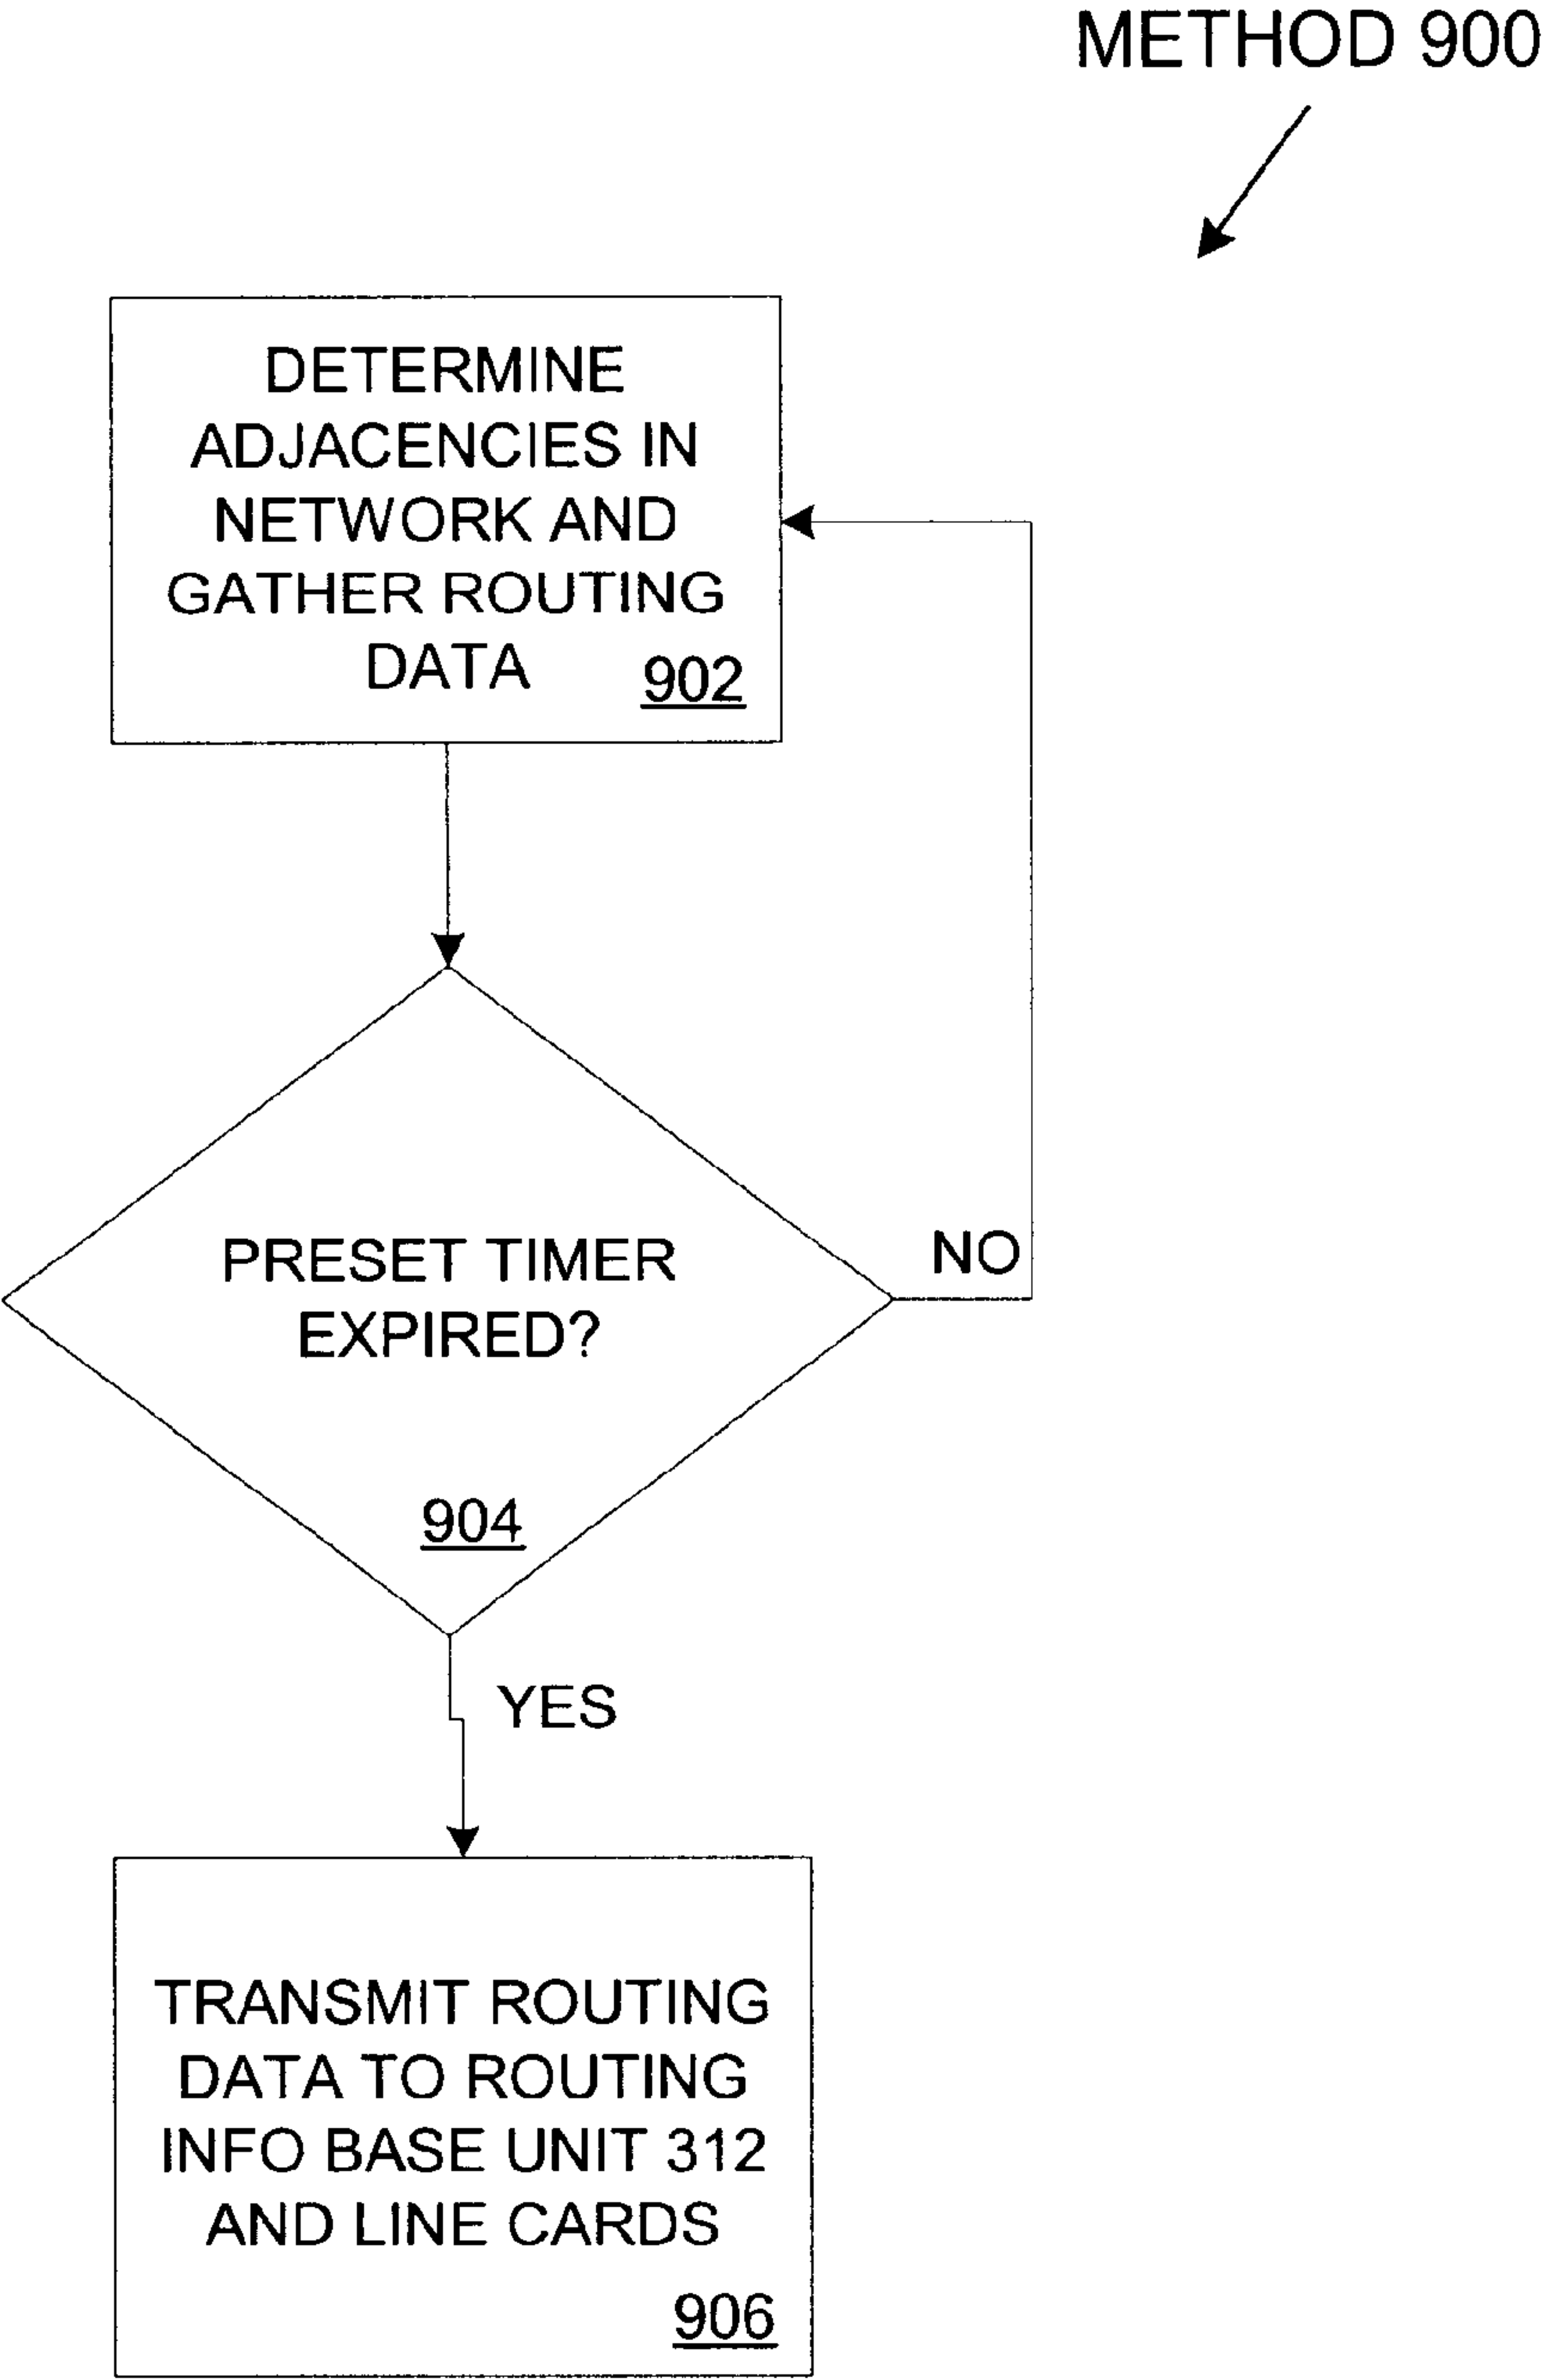 METHOD 900
DETERMINE
ADJACENCIES IN
NETWORK AND
GATHER ROUTING
DATA
902
NO
PRESET TIMER
EXPIRED?
904
YES
TRANSMIT ROUTING
DATA TO ROUTING
INFO BASE UNIT 312
AND LINE CARDS
906